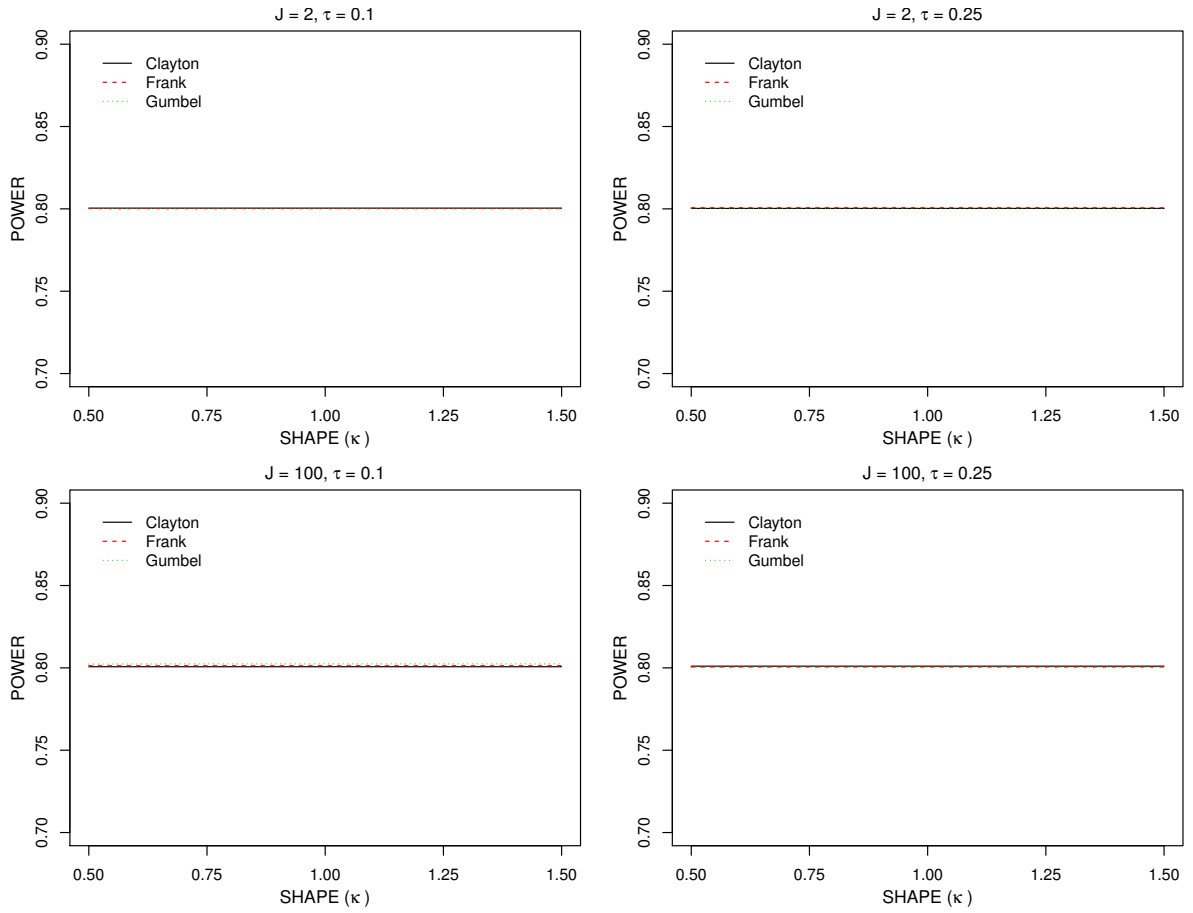 J = 2, τ = 0.1
0.90
0.85
0.80
0.75
0.70
POWER
Clayton
Frank
Gumbel
0.50 0.75 1.00 1.25 1.50
SHAPE (κ )
J = 2, τ = 0.25
0.90
0.85
0.80
0.75
0.70
POWER
Clayton
Frank
Gumbel
0.50 0.75 1.00 1.25 1.50
SHAPE (κ )
J = 100, τ = 0.1
0.90
0.85
0.80
0.75
0.70
POWER
Clayton
Frank
Gumbel
0.50 0.75 1.00 1.25 1.50
SHAPE (κ )
J = 100, τ = 0.25
0.90
0.85
0.80
0.75
0.70
POWER
Clayton
Frank
Gumbel
0.50 0.75 1.00 1.25 1.50
SHAPE (κ )